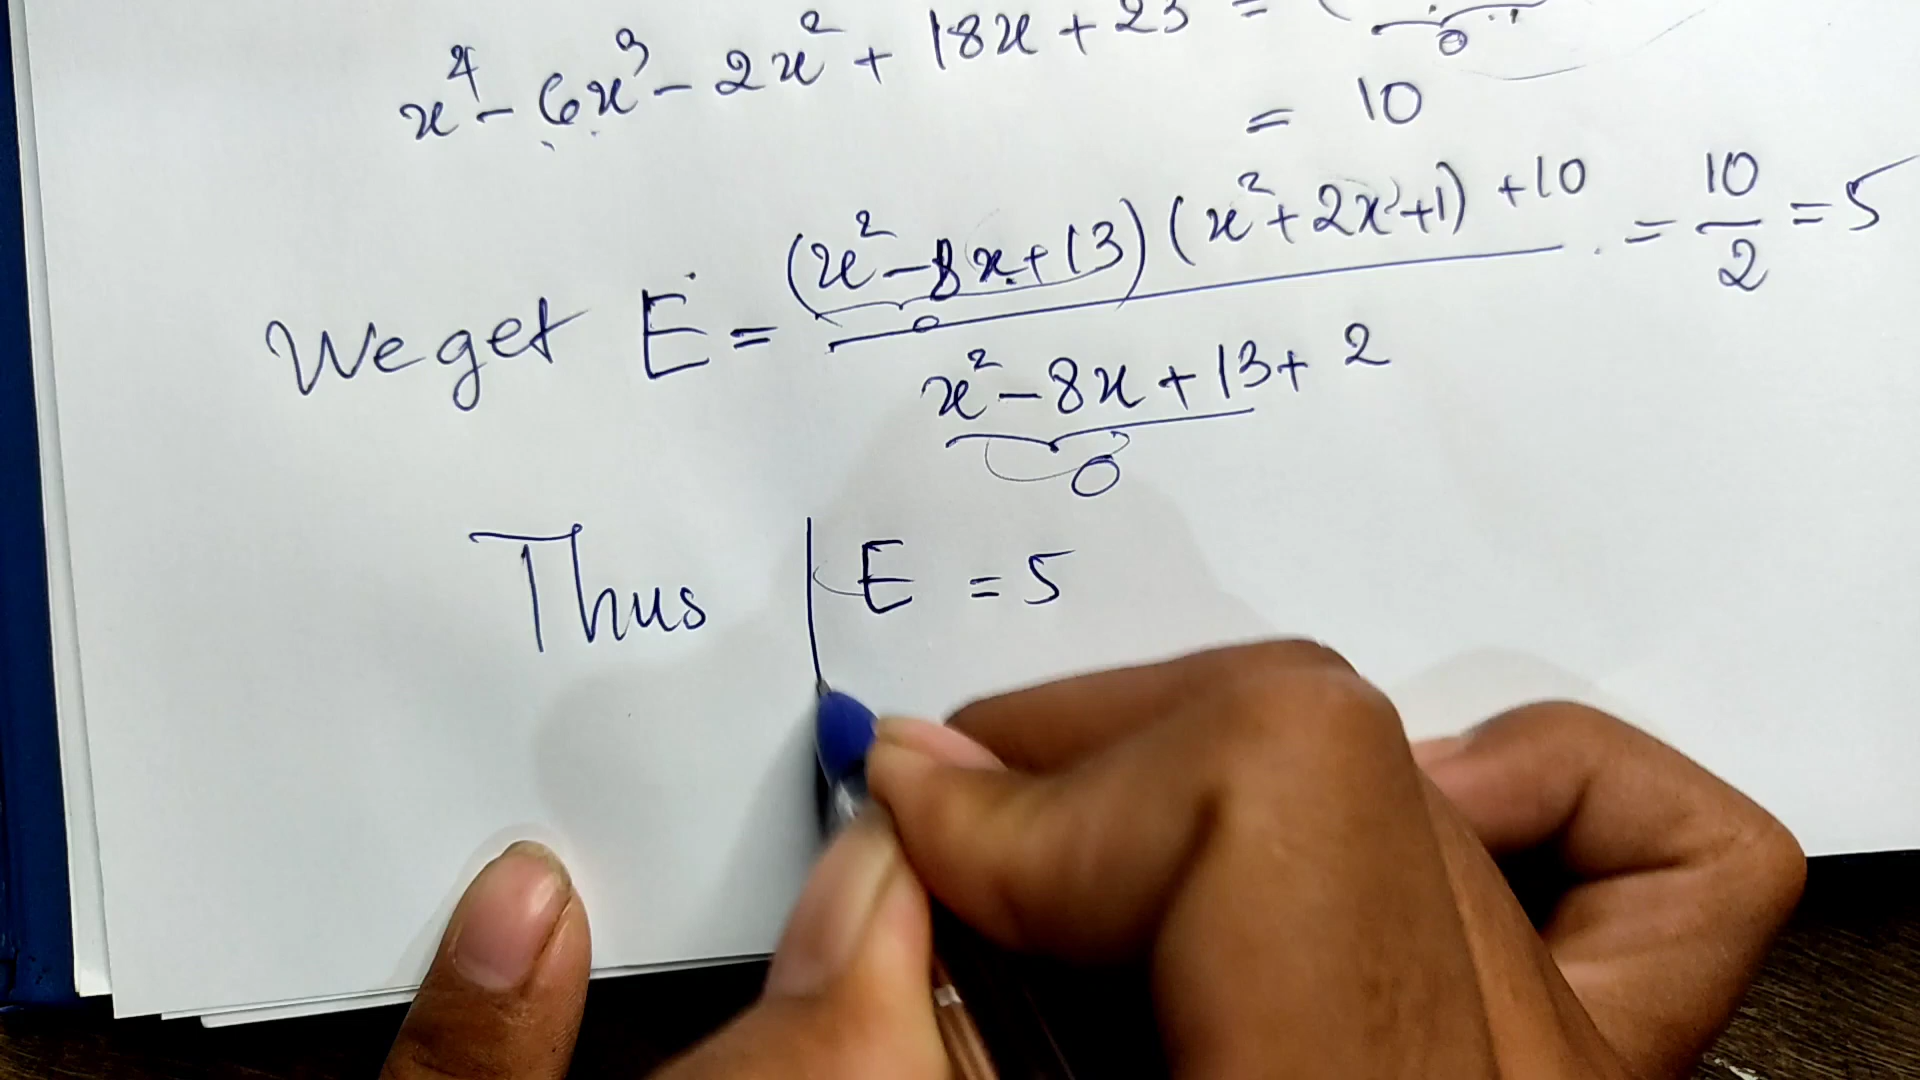 x⁴ - 6x³ - 2x² + 18x + 23 = (
0
= 10
We get E = (x² - 8x + 13) (x² + 2x + 1) + 10 / x² - 8x + 13 + 2 = 10/2 = 5
0
0
Thus E = 5